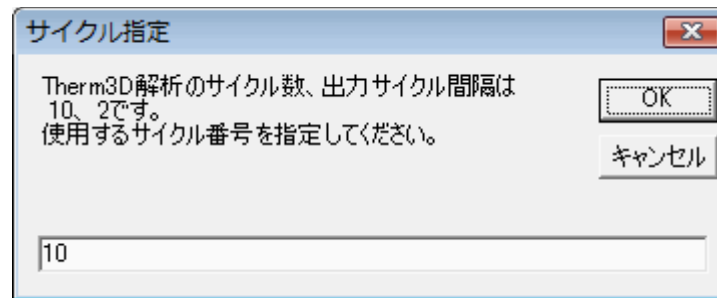 サイクル指定
Therm3D解析のサイクル数、出力サイクル間隔は
10、2です。
使用するサイクル番号を指定してください。
OK
キャンセル
10